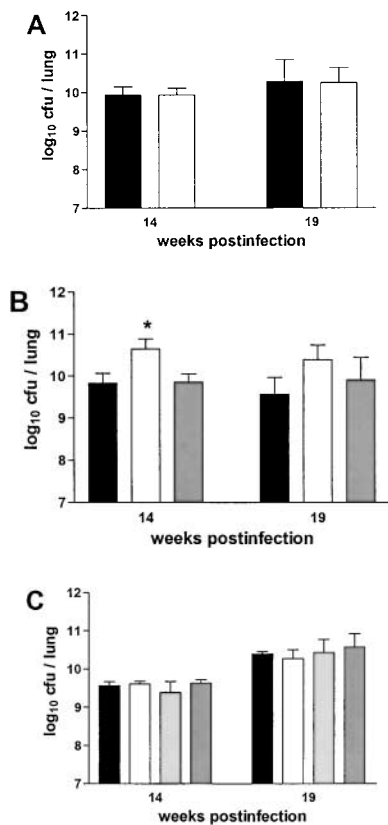 A
log₁₀ cfu / lung
12
11
10
9
8
7
14 19
weeks postinfection
B
log₁₀ cfu / lung
12
11
10
9
8
7
*
14 19
weeks postinfection
C
log₁₀ cfu / lung
12
11
10
9
8
7
14 19
weeks postinfection